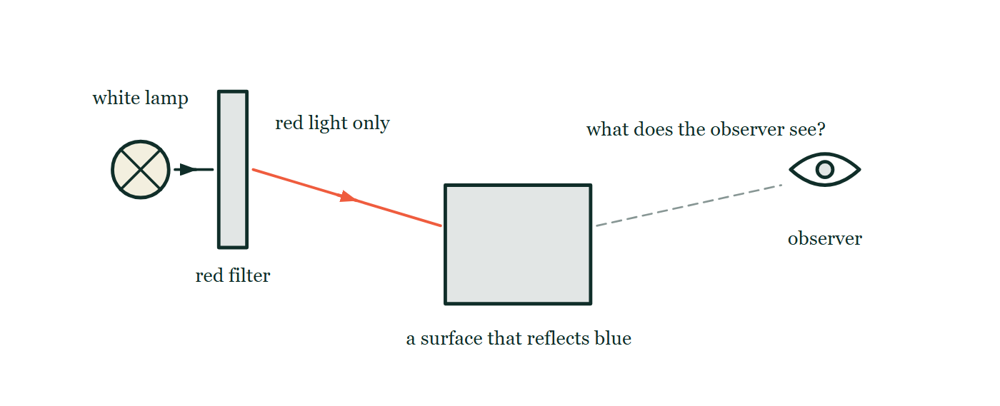 white lamp
red light only
what does the observer see?
observer
red filter
a surface that reflects blue